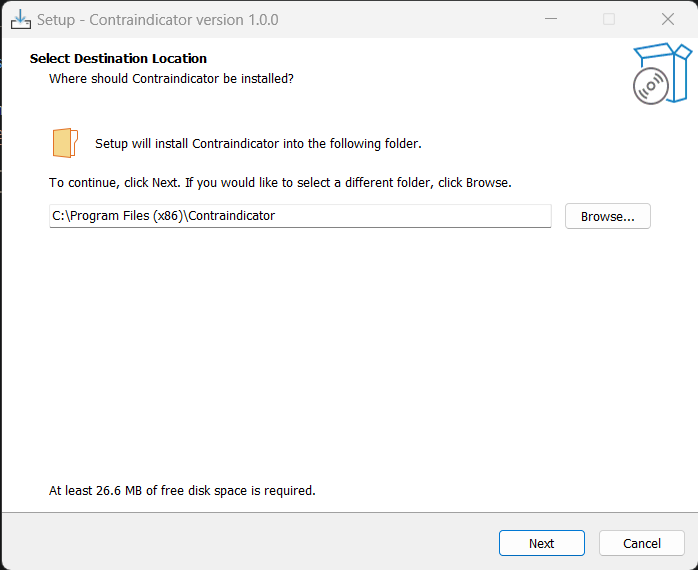 Setup - Contraindicator version 1.0.0
Select Destination Location
Where should Contraindicator be installed?
Setup will install Contraindicator into the following folder.
To continue, click Next. If you would like to select a different folder, click Browse.
C:\Program Files (x86)\Contraindicator
Browse...
At least 26.6 MB of free disk space is required.
Next
Cancel